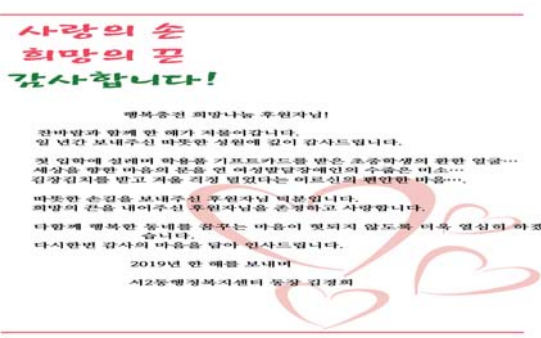 사랑의 손
희망의 끈
감사합니다!
행복충전 희망나눔 후원자님!
찬바람과 함께 한 해가 저물어갑니다.
일 년간 보내주신 따뜻한 성원에 깊이 감사드립니다.
첫 입학에 설레며 학용품 기프트카드를 받은 초중학생의 환한 얼굴…
세상을 향한 마음의 문을 연 여성발달장애인의 수줍은 미소…
김장김치를 받고 겨울 걱정 덜었다는 어르신의 편안한 마음….
따뜻한 손길을 보내주신 후원자님 덕분입니다.
희망의 끈을 내어주신 후원자님을 존경하고 사랑합니다.
다함께 행복한 동네를 꿈꾸는 마음이 헛되지 않도록 더욱 열심히 하겠
습니다.
다시한번 감사의 마음을 담아 인사드립니다.
2019년 한 해를 보내며
서2동행정복지센터 동장 김정희